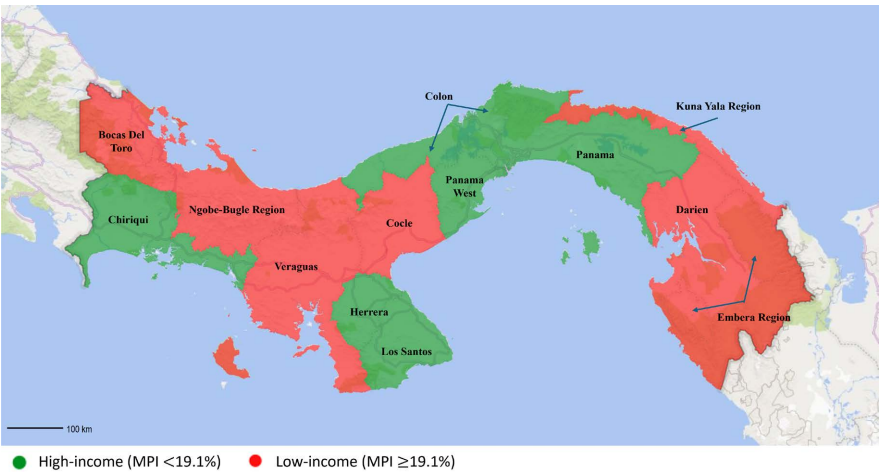 Colon
Kuna Yala Region
Bocas Del
Toro
Panama
Panama
West
Chiriqui
Ngobe-Bugle Region
Cocle
Darien
Veraguas
Herrera
Embera Region
Los Santos
100 km
High-income (MPI <19.1%)
Low-income (MPI ≥19.1%)